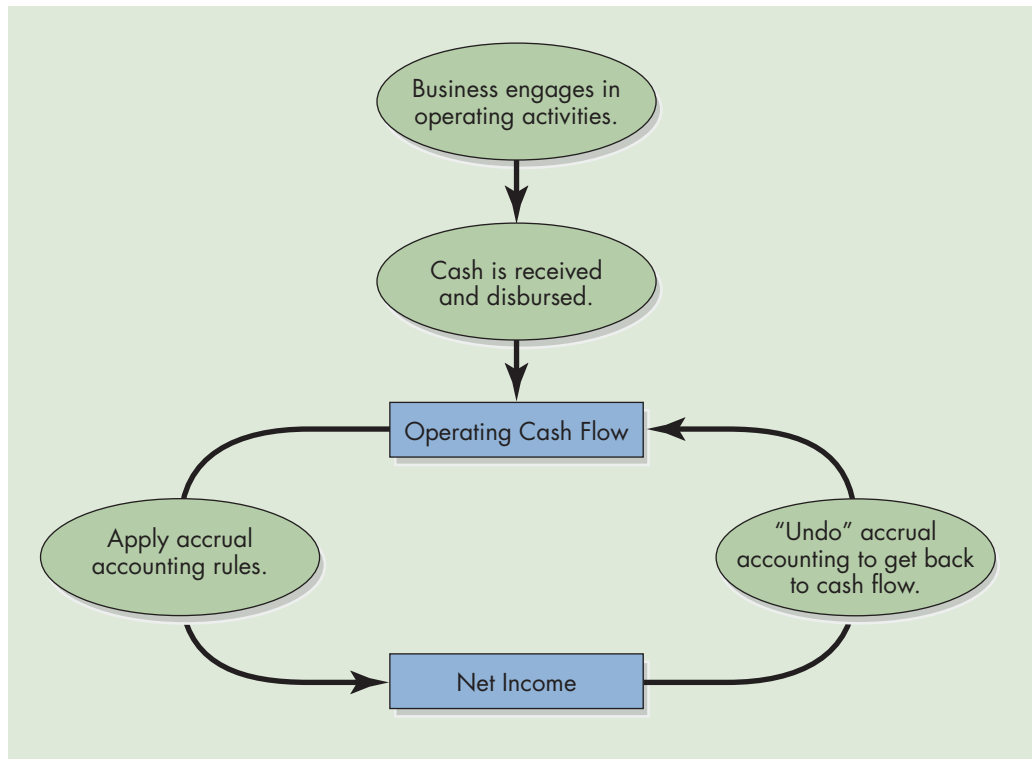 Business engages in
operating activities.
Cash is received
and disbursed.
Operating Cash Flow
Apply accrual
accounting rules.
“Undo” accrual
accounting to get back
to cash flow.
Net Income